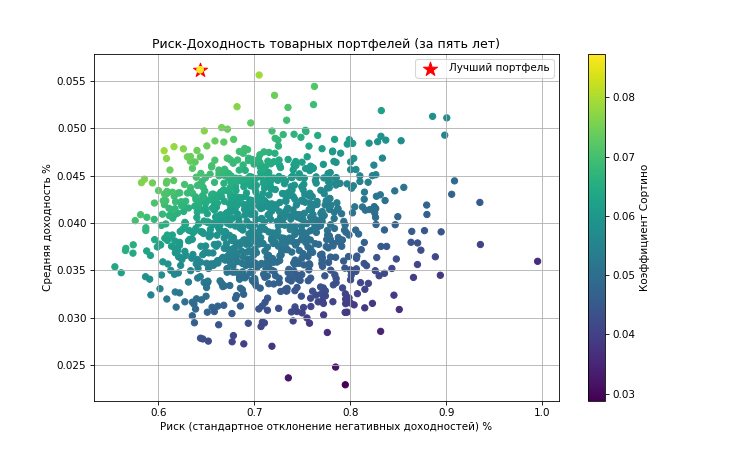 Риск-Доходность товарных портфелей (за пять лет)
Лучший портфель
Средняя доходность %
0.055
0.050
0.045
0.040
0.035
0.030
0.025
0.6 0.7 0.8 0.9 1.0
Риск (стандартное отклонение негативных доходностей) %
0.08
0.07
0.06
0.05
0.04
0.03
Коэффициент Сортино